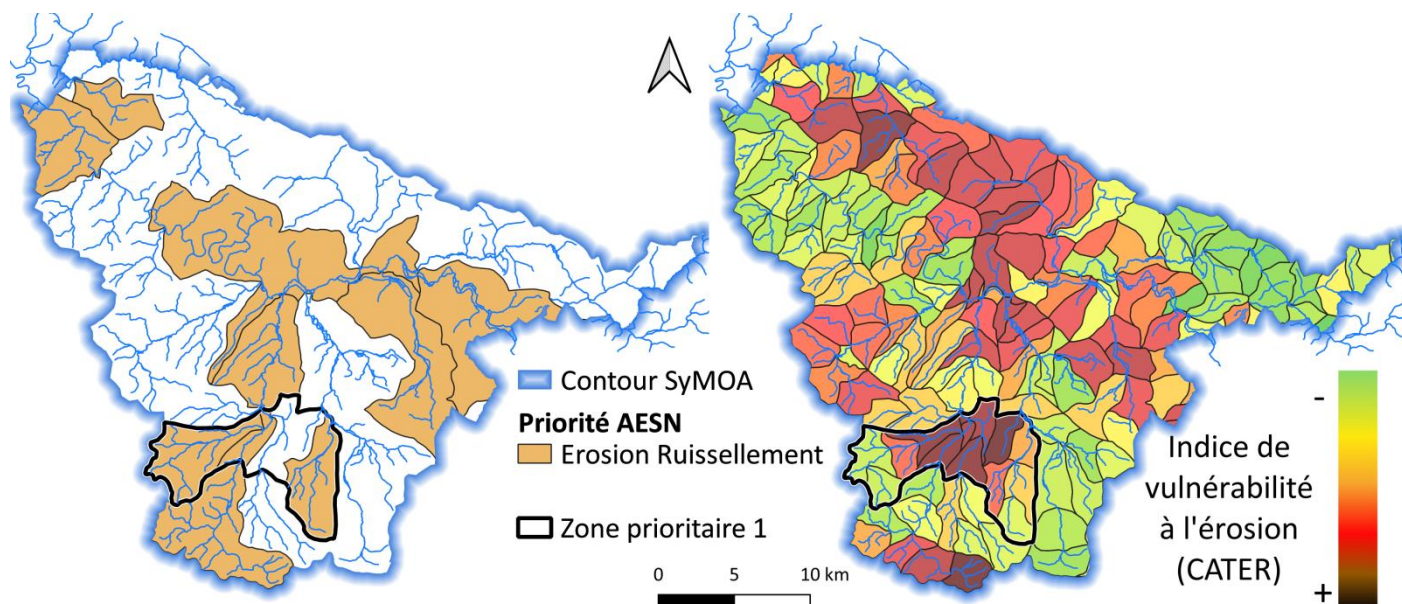 Contour SyMOA
Priorité AESN
Erosion Ruissellement
Zone prioritaire 1
0 5 10 km
-
Indice de
vulnérabilité
à l'érosion
(CATER)
+